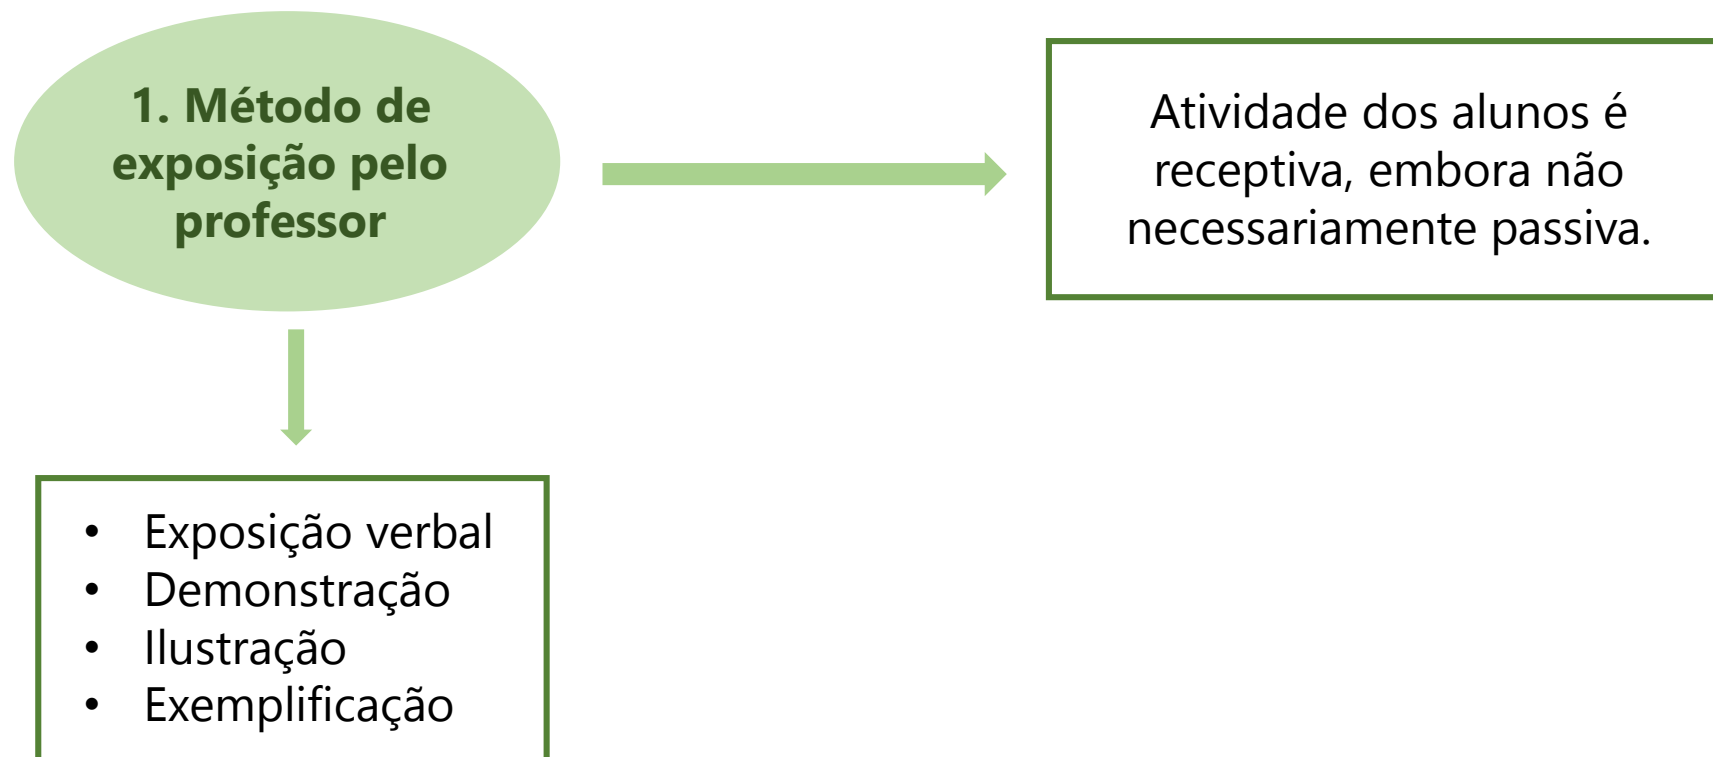 1. Método de
exposição pelo
professor
Atividade dos alunos é
receptiva, embora não
necessariamente passiva.
• Exposição verbal
• Demonstração
• Ilustração
• Exemplificação